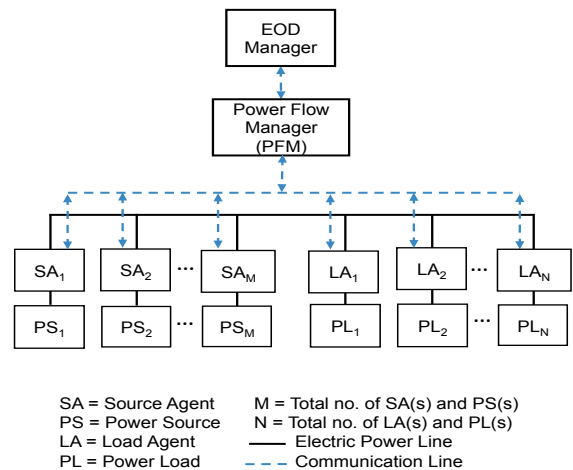 EOD
Manager
Power Flow
Manager
(PFM)
SA1 SA2 ... SAM LA1 LA2 ... LAN
PS1 PS2 ... PSM PL1 PL2 ... PLN
SA = Source Agent M = Total no. of SA(s) and PS(s)
PS = Power Source N = Total no. of LA(s) and PL(s)
LA = Load Agent Electric Power Line
PL = Power Load Communication Line